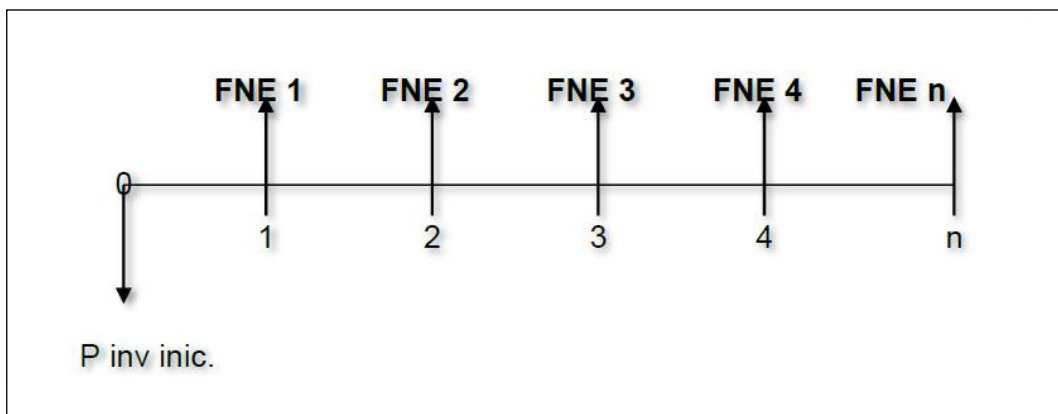 FNE 1 FNE 2 FNE 3 FNE 4 FNE n
0
1 2 3 4 n
P inv inic.